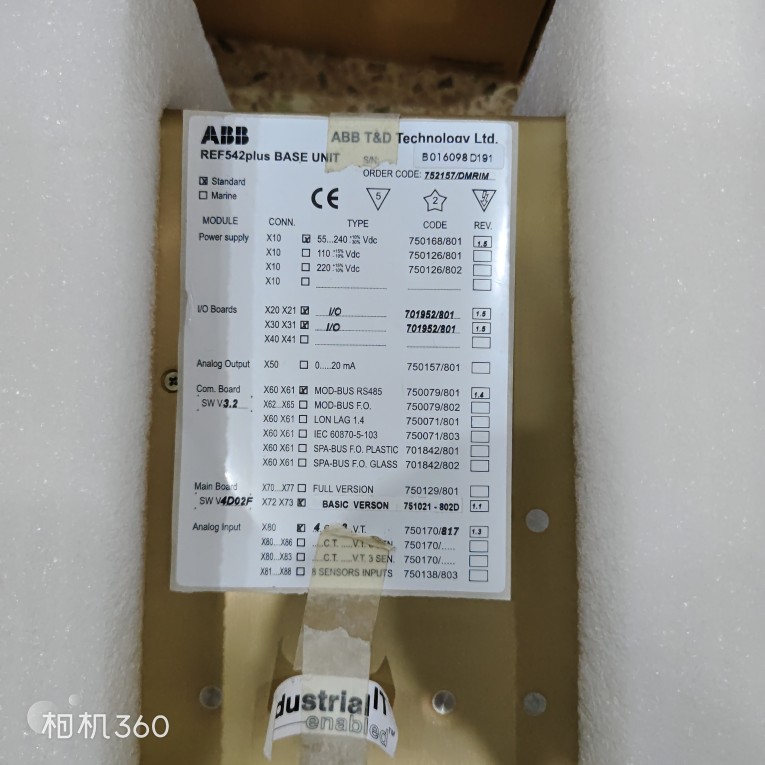 ABB
ABB T&D Technology Ltd.
REF542plus BASE UNIT S/N: B016098 D191
ORDER CODE: 752157/DMRIM
Standard
Marine
CE 5 2
MODULE CONN. TYPE CODE REV.
Power supply X10 55...240 Vdc 750168/801 1.5
X10 110 Vdc 750126/801
X10 220 Vdc 750126/802
X10
I/O Boards X20 X21 I/O 701952/801 1.5
X30 X31 I/O 701952/801 1.5
X40 X41
Analog Output X50 0.....20 mA 750157/801
Com. Board X60 X61 MOD-BUS RS485 750079/801 1.4
SW V3.2 X62...X65 MOD-BUS F.O. 750079/802
X60 X61 LON LAG 1.4 750071/801
X60 X61 IEC 60870-5-103 750071/803
X60 X61 SPA-BUS F.O. PLASTIC 701842/801
X60 X61 SPA-BUS F.O. GLASS 701842/802
Main Board X70...X77 FULL VERSION 750129/801
SW V4D02F X72 X73 BASIC VERSON 751021 - 802D 1.1
Analog Input X80 4 V.T. 750170/817 1.3
X80...X86 ....C.T. ....V.T. SEN. 750170/.....
X80...X83 ....C.T. ....V.T 3 SEN. 750170/.....
X81...X88 8 SENSORS INPUTS 750138/803
dustrial IT
enabled™
相机360